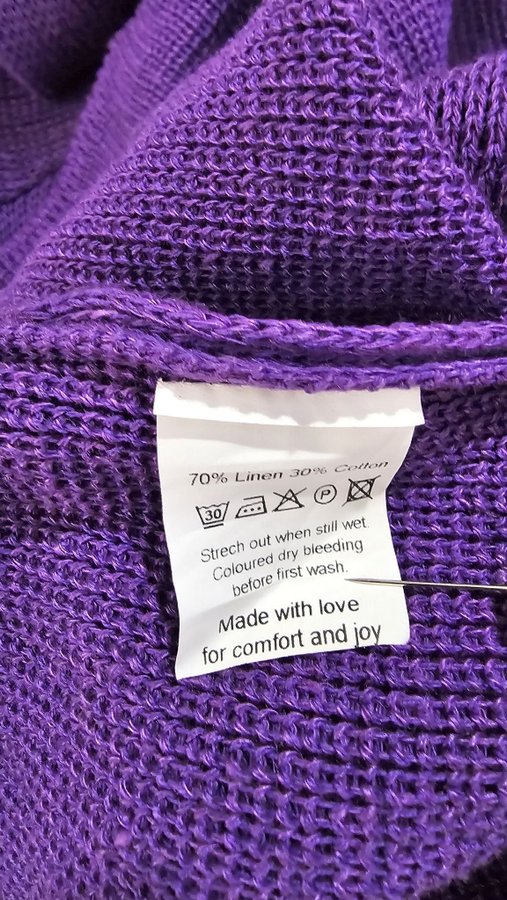 70% Linen 30% Cotton
30 P
Strech out when still wet.
Coloured dry bleeding
before first wash.
Made with love
for comfort and joy